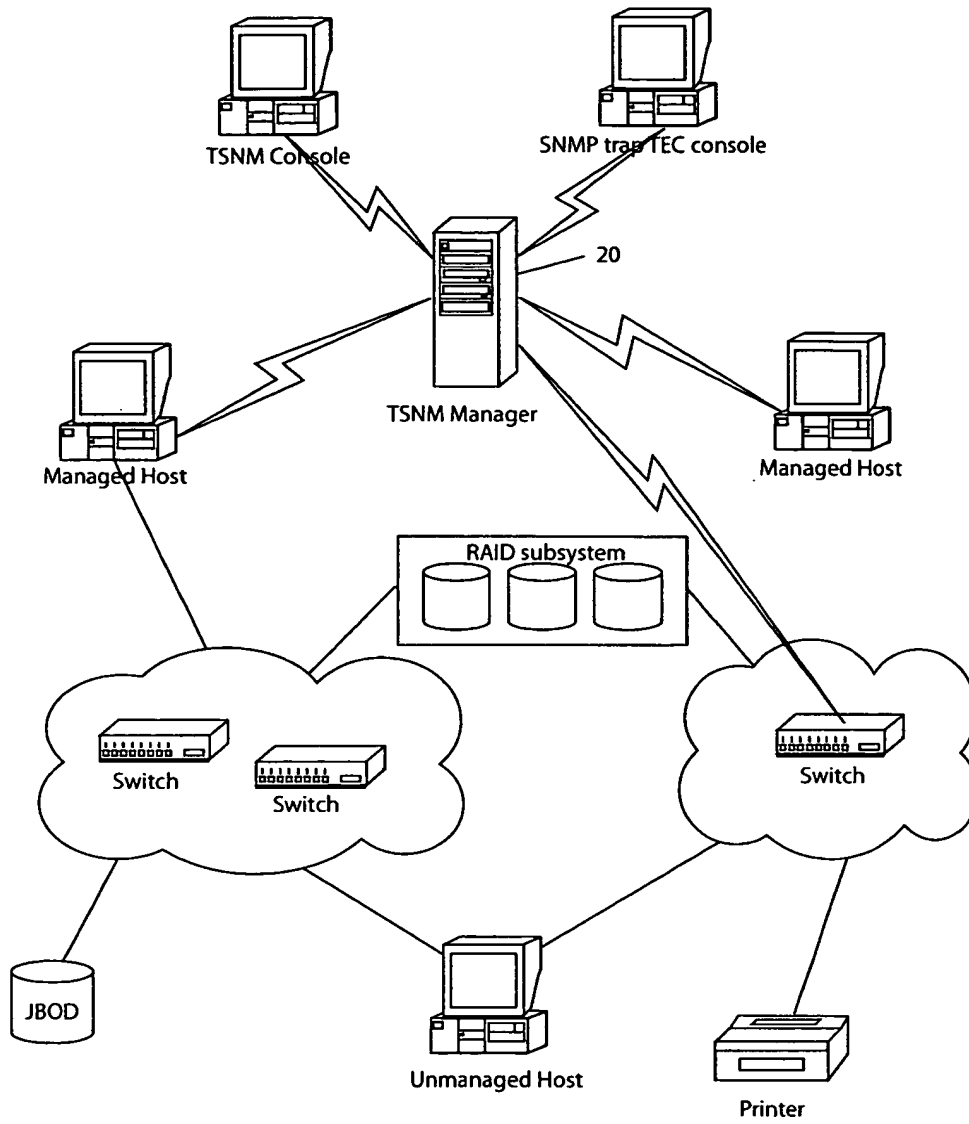 TSNM Console
SNMP trap TEC console
20
TSNM Manager
Managed Host
Managed Host
RAID subsystem
Switch
Switch
Switch
JBOD
Unmanaged Host
Printer